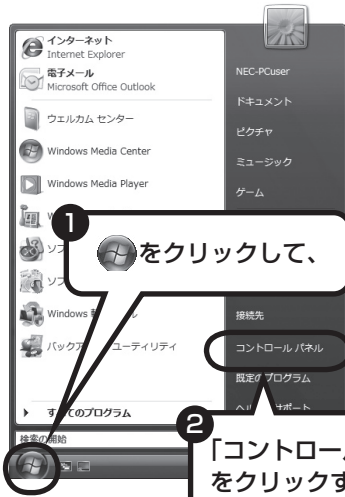 インターネット
Internet Explorer
電子メール
Microsoft Office Outlook
ウェルカム センター
Windows Media Center
Windows Media Player
Windows
バックア
ユーティリティ
すべてのプログラム
検索の開始
NEC-PCuser
ドキュメント
ピクチャ
ミュージック
ゲーム
接続先
コントロール パネル
既定のプログラム
1
をクリックして、
2
「コントロー
をクリックす